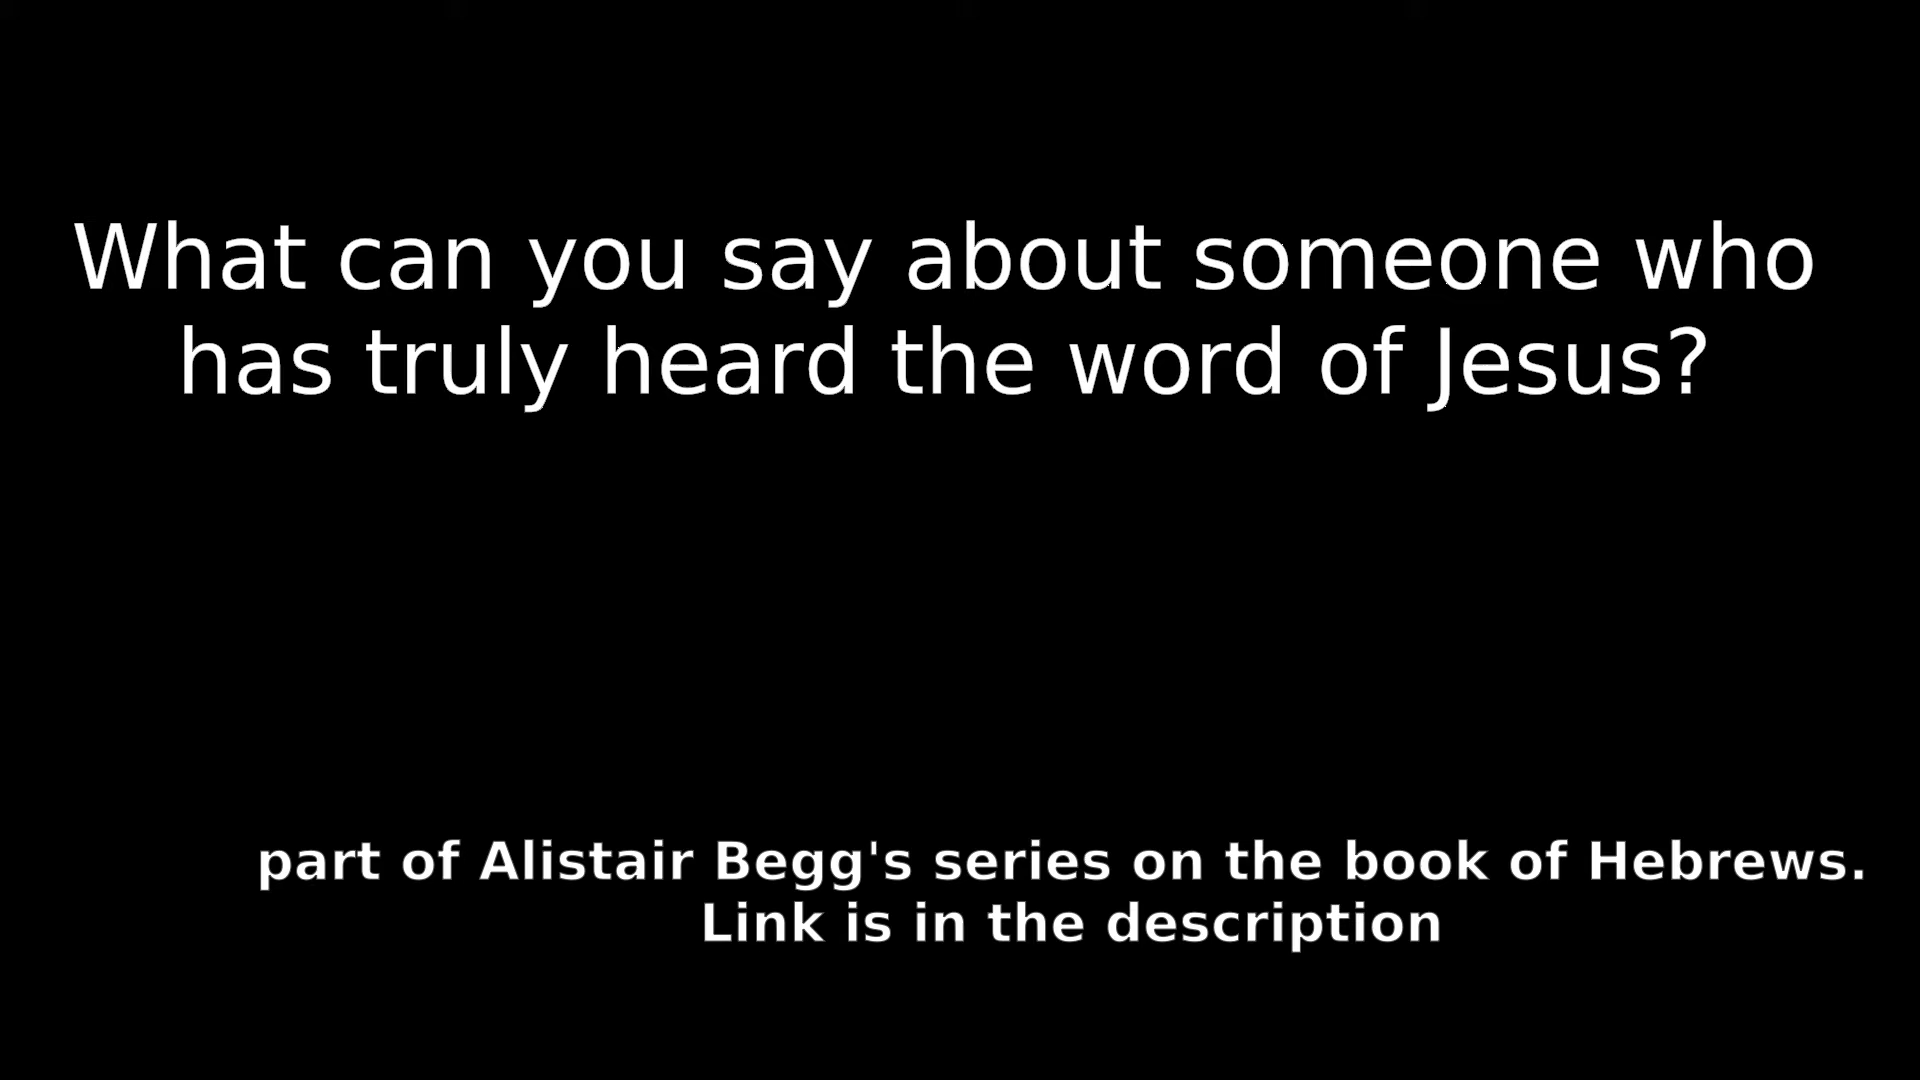 What can you say about someone who
has truly heard the word of Jesus?
part of Alistair Begg's series on the book of Hebrews.
Link is in the description